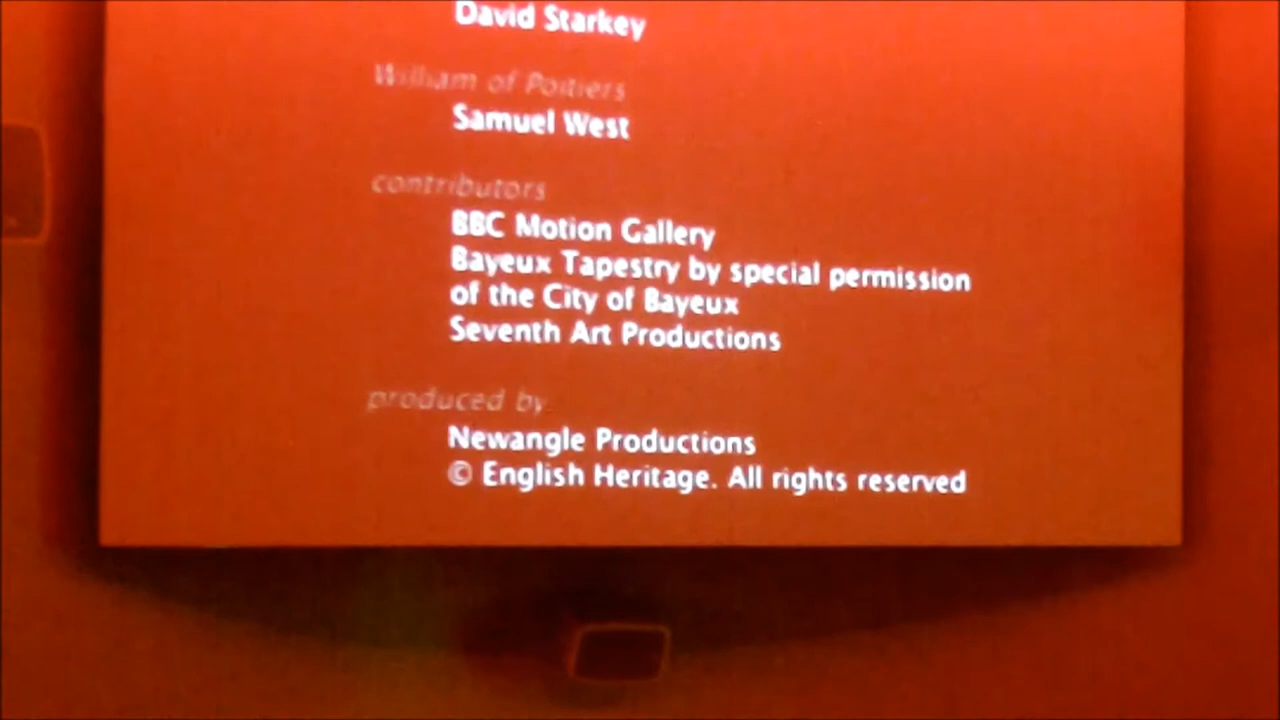 David Starkey
William of Poitiers
Samuel West
contributors
BBC Motion Gallery
Bayeux Tapestry by special permission
of the City of Bayeux
Seventh Art Productions
produced by
Newangle Productions
© English Heritage. All rights reserved